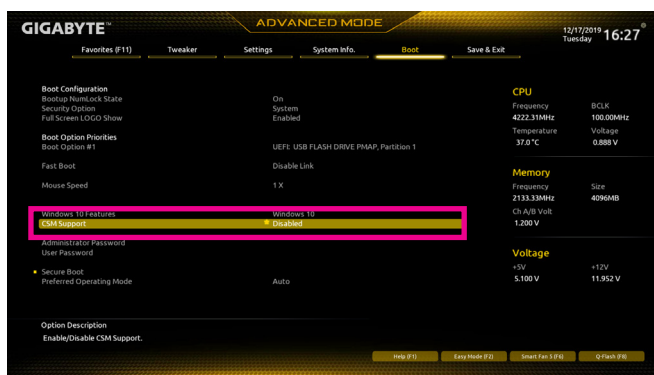 GIGABYTE™
ADVANCED MODE
12/17/2019 Tuesday 16:27
Favorites (F11) Tweaker Settings System Info. Boot Save & Exit
Boot Configuration
Bootup NumLock State On
Security Option System
Full Screen LOGO Show Enabled
Boot Option Priorities
Boot Option #1 UEFI: USB FLASH DRIVE PMAP, Partition 1
Fast Boot Disable Link
Mouse Speed 1 X
Windows 10 Features Windows 10
CSM Support Disabled
Administrator Password
User Password
Secure Boot
Preferred Operating Mode Auto
Option Description
Enable/Disable CSM Support.
CPU
Frequency BCLK
4222.31MHz 100.00MHz
Temperature Voltage
37.0 °C 0.888 V
Memory
Frequency Size
2133.33MHz 4096MB
Ch A/B Volt
1.200 V
Voltage
+5V +12V
5.100 V 11.952 V
Help (F1) Easy Mode (F2) Smart Fan 5 (F6) Q-Flash (F8)